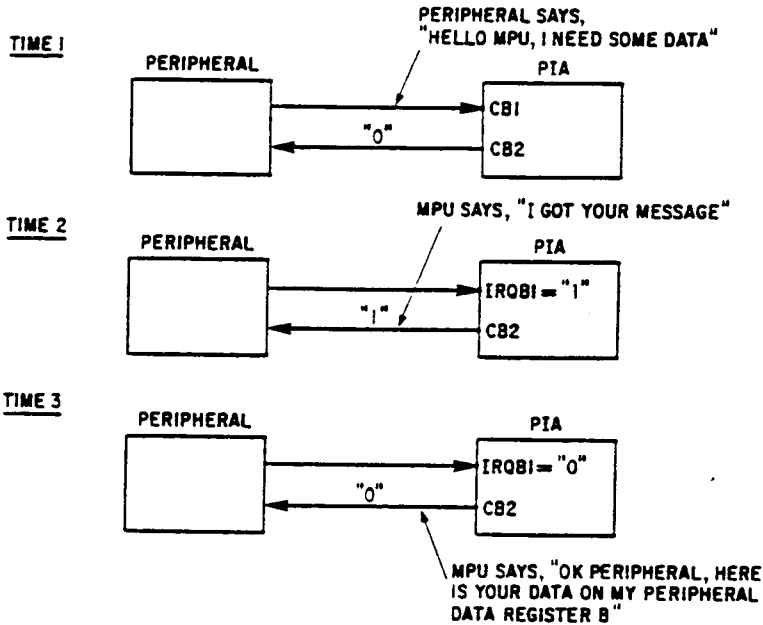 TIME 1
PERIPHERAL SAYS,
"HELLO MPU, I NEED SOME DATA"
PERIPHERAL
PIA
CB1
"0"
CB2
TIME 2
MPU SAYS, "I GOT YOUR MESSAGE"
PERIPHERAL
PIA
IRQB1 = "1"
"1"
CB2
TIME 3
PERIPHERAL
PIA
IRQB1 = "0"
"0"
CB2
MPU SAYS, "OK PERIPHERAL, HERE
IS YOUR DATA ON MY PERIPHERAL
DATA REGISTER B"